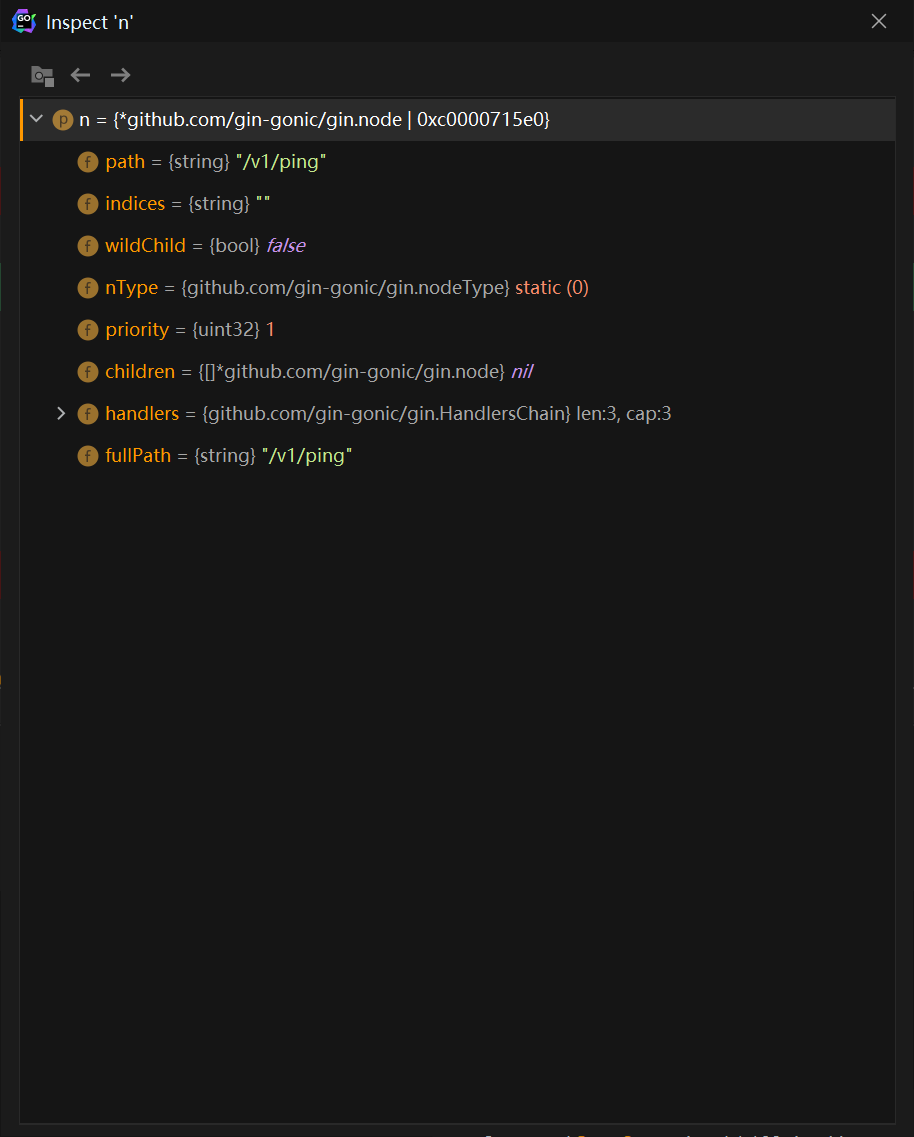 GO
Inspect 'n'
p n = {*github.com/gin-gonic/gin.node | 0xc0000715e0}
f path = {string} "/v1/ping"
f indices = {string} ""
f wildChild = {bool} false
f nType = {github.com/gin-gonic/gin.nodeType} static (0)
f priority = {uint32} 1
f children = {[]*github.com/gin-gonic/gin.node} nil
f handlers = {github.com/gin-gonic/gin.HandlersChain} len:3, cap:3
f fullPath = {string} "/v1/ping"